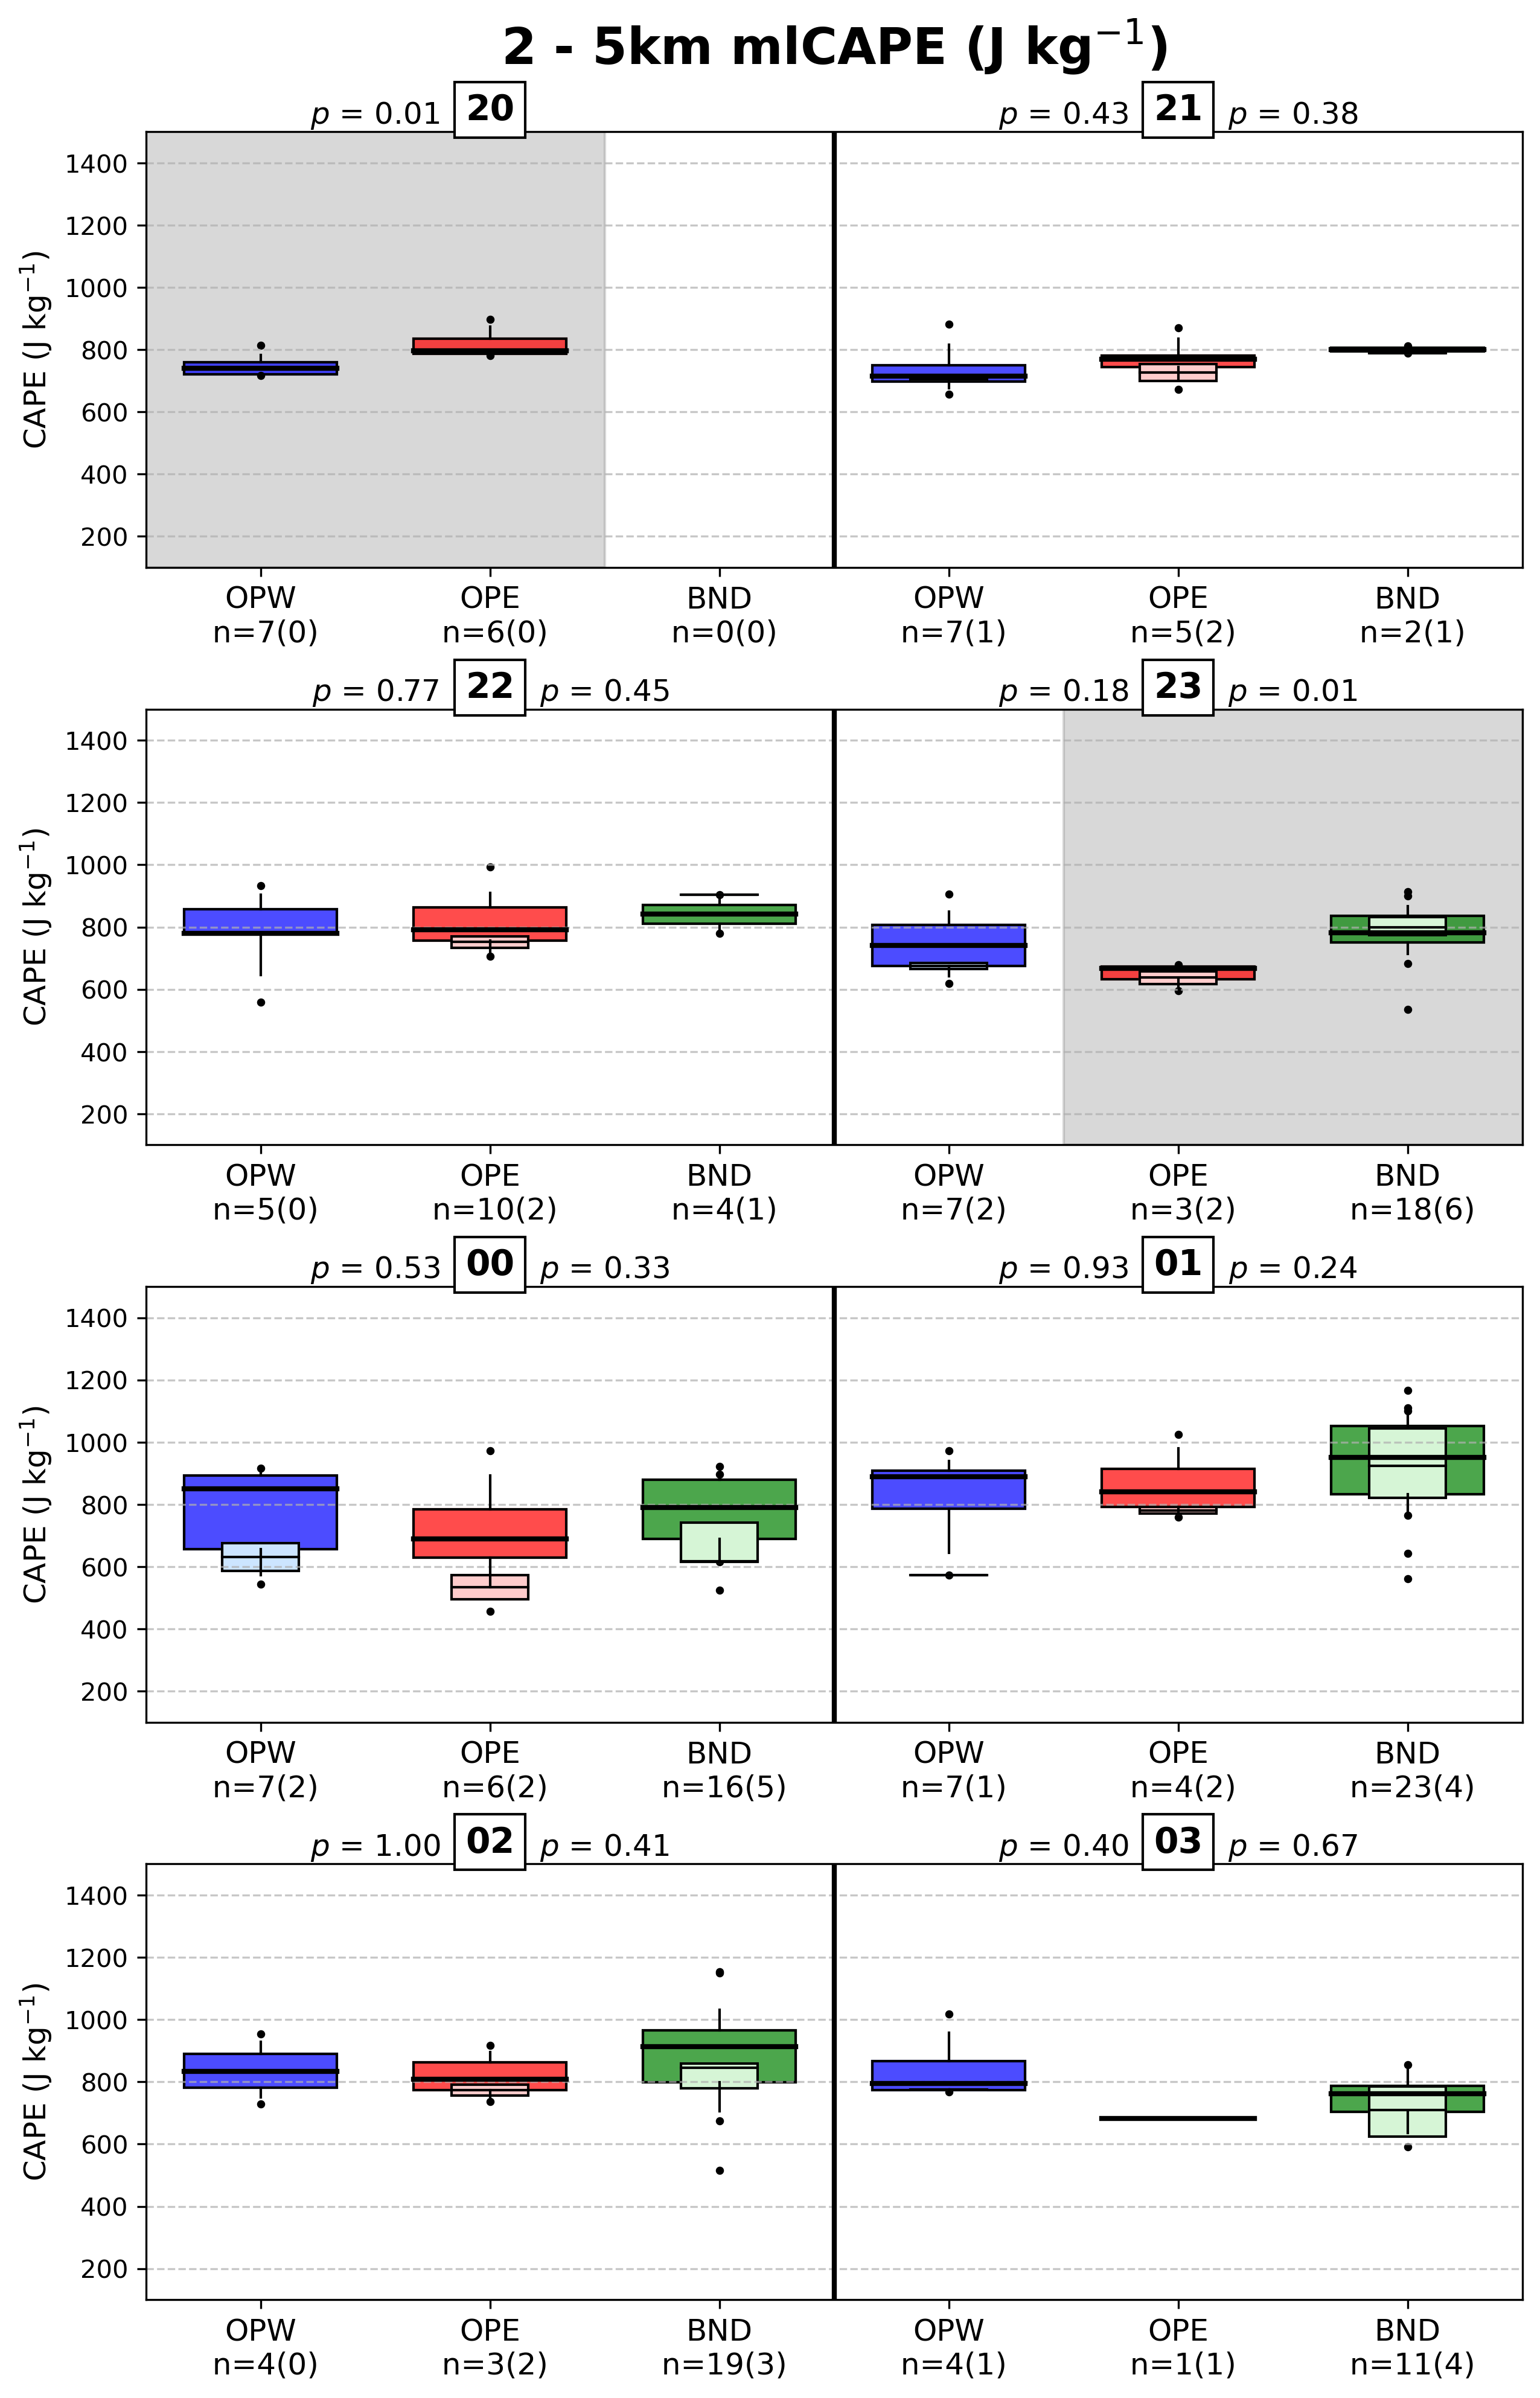 2 - 5km mlCAPE (J kg⁻¹)
p = 0.01 20
p = 0.43 21 p = 0.38
CAPE (J kg⁻¹)
1400
1200
1000
800
600
400
200
OPW OPE BND OPW OPE BND
n=7(0) n=6(0) n=0(0) n=7(1) n=5(2) n=2(1)
p = 0.77 22 p = 0.45
p = 0.18 23 p = 0.01
CAPE (J kg⁻¹)
1400
1200
1000
800
600
400
200
OPW OPE BND OPW OPE BND
n=5(0) n=10(2) n=4(1) n=7(2) n=3(2) n=18(6)
p = 0.53 00 p = 0.33
p = 0.93 01 p = 0.24
CAPE (J kg⁻¹)
1400
1200
1000
800
600
400
200
OPW OPE BND OPW OPE BND
n=7(2) n=6(2) n=16(5) n=7(1) n=4(2) n=23(4)
p = 1.00 02 p = 0.41
p = 0.40 03 p = 0.67
CAPE (J kg⁻¹)
1400
1200
1000
800
600
400
200
OPW OPE BND OPW OPE BND
n=4(0) n=3(2) n=19(3) n=4(1) n=1(1) n=11(4)